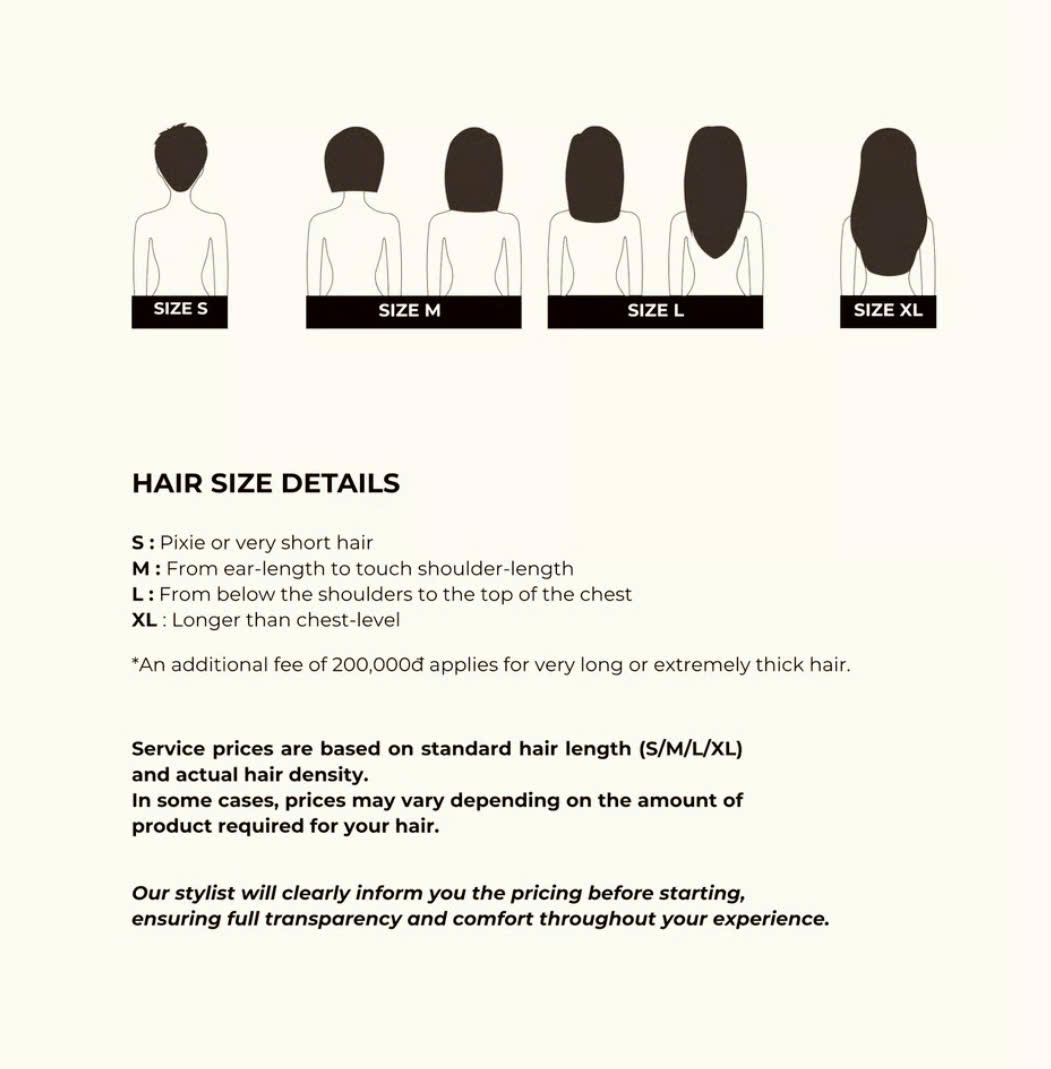 SIZE S
SIZE M
SIZE L
SIZE XL
HAIR SIZE DETAILS
S : Pixie or very short hair
M : From ear-length to touch shoulder-length
L : From below the shoulders to the top of the chest
XL : Longer than chest-level
*An additional fee of 200,000đ applies for very long or extremely thick hair.
Service prices are based on standard hair length (S/M/L/XL)
and actual hair density.
In some cases, prices may vary depending on the amount of
product required for your hair.
Our stylist will clearly inform you the pricing before starting,
ensuring full transparency and comfort throughout your experience.